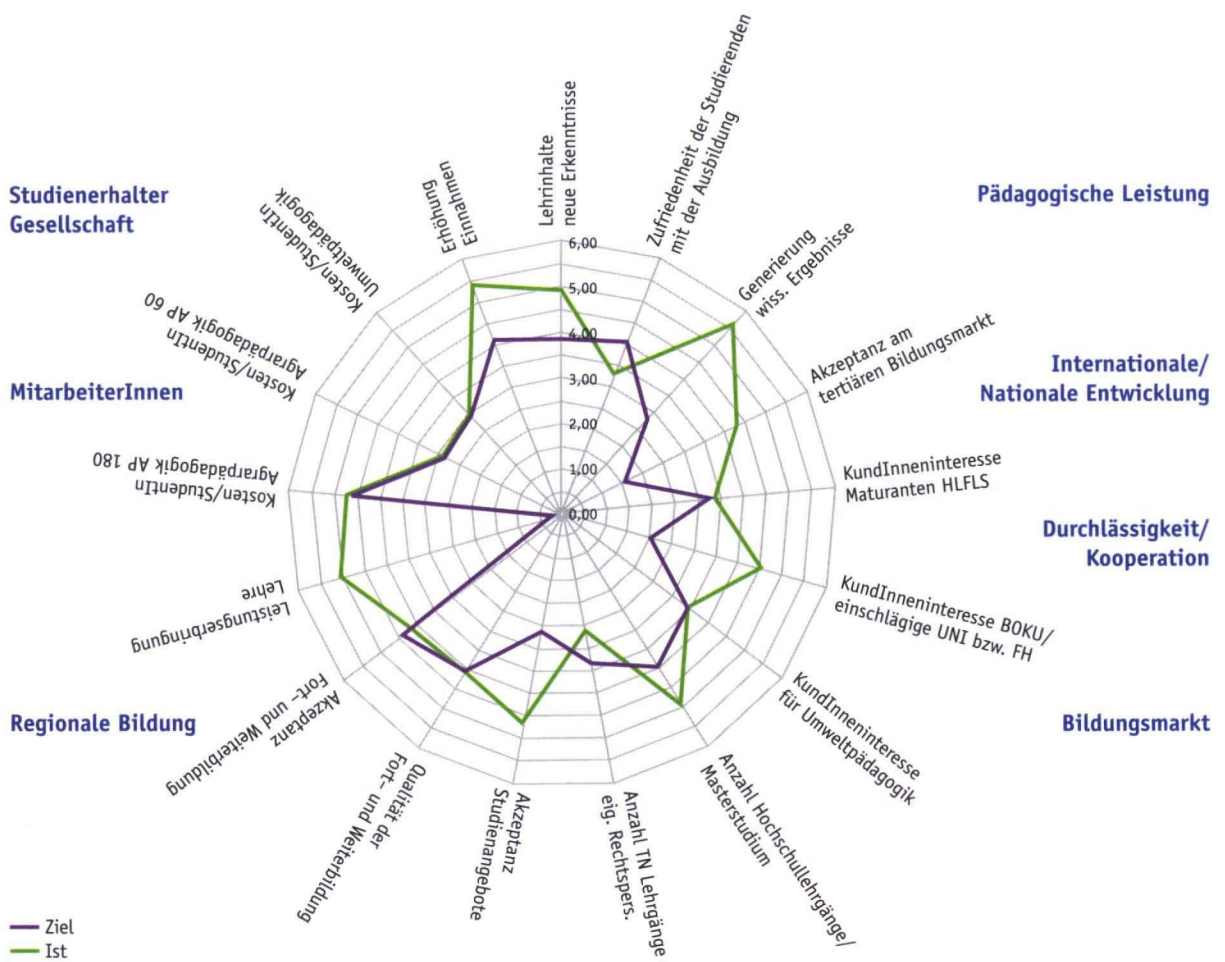 Studienerhalter
Gesellschaft
MitarbeiterInnen
Regionale Bildung
Pädagogische Leistung
Internationale/
Nationale Entwicklung
Durchlässigkeit/
Kooperation
Bildungsmarkt
Lehrinhalte
neue Erkenntnisse
Zufriedenheit der Studierenden
mit der Ausbildung
Generierung
wiss. Ergebnisse
Akzeptanz am
tertiären Bildungsmarkt
KundInneninteresse
Maturanten HLFLS
KundInneninteresse BOKU/
einschlägige UNI bzw. FH
KundInneninteresse
für Umweltpädagogik
Anzahl Hochschullehrgänge/
Masterstudium
Anzahl TN Lehrgänge
eig. Rechtspers.
Akzeptanz
Studienangebote
Qualität der
Fort- und Weiterbildung
Akzeptanz
Fort- und Weiterbildung
Leistungserbringung
Lehre
Kosten/StudentIn
Agrarpädagogik AP 180
Kosten/StudentIn
Agrarpädagogik AP 60
Kosten/StudentIn
Umweltpädagogik
Erhöhung
Einnahmen
6,00
5,00
4,00
3,00
2,00
1,00
0,00
Ziel
Ist